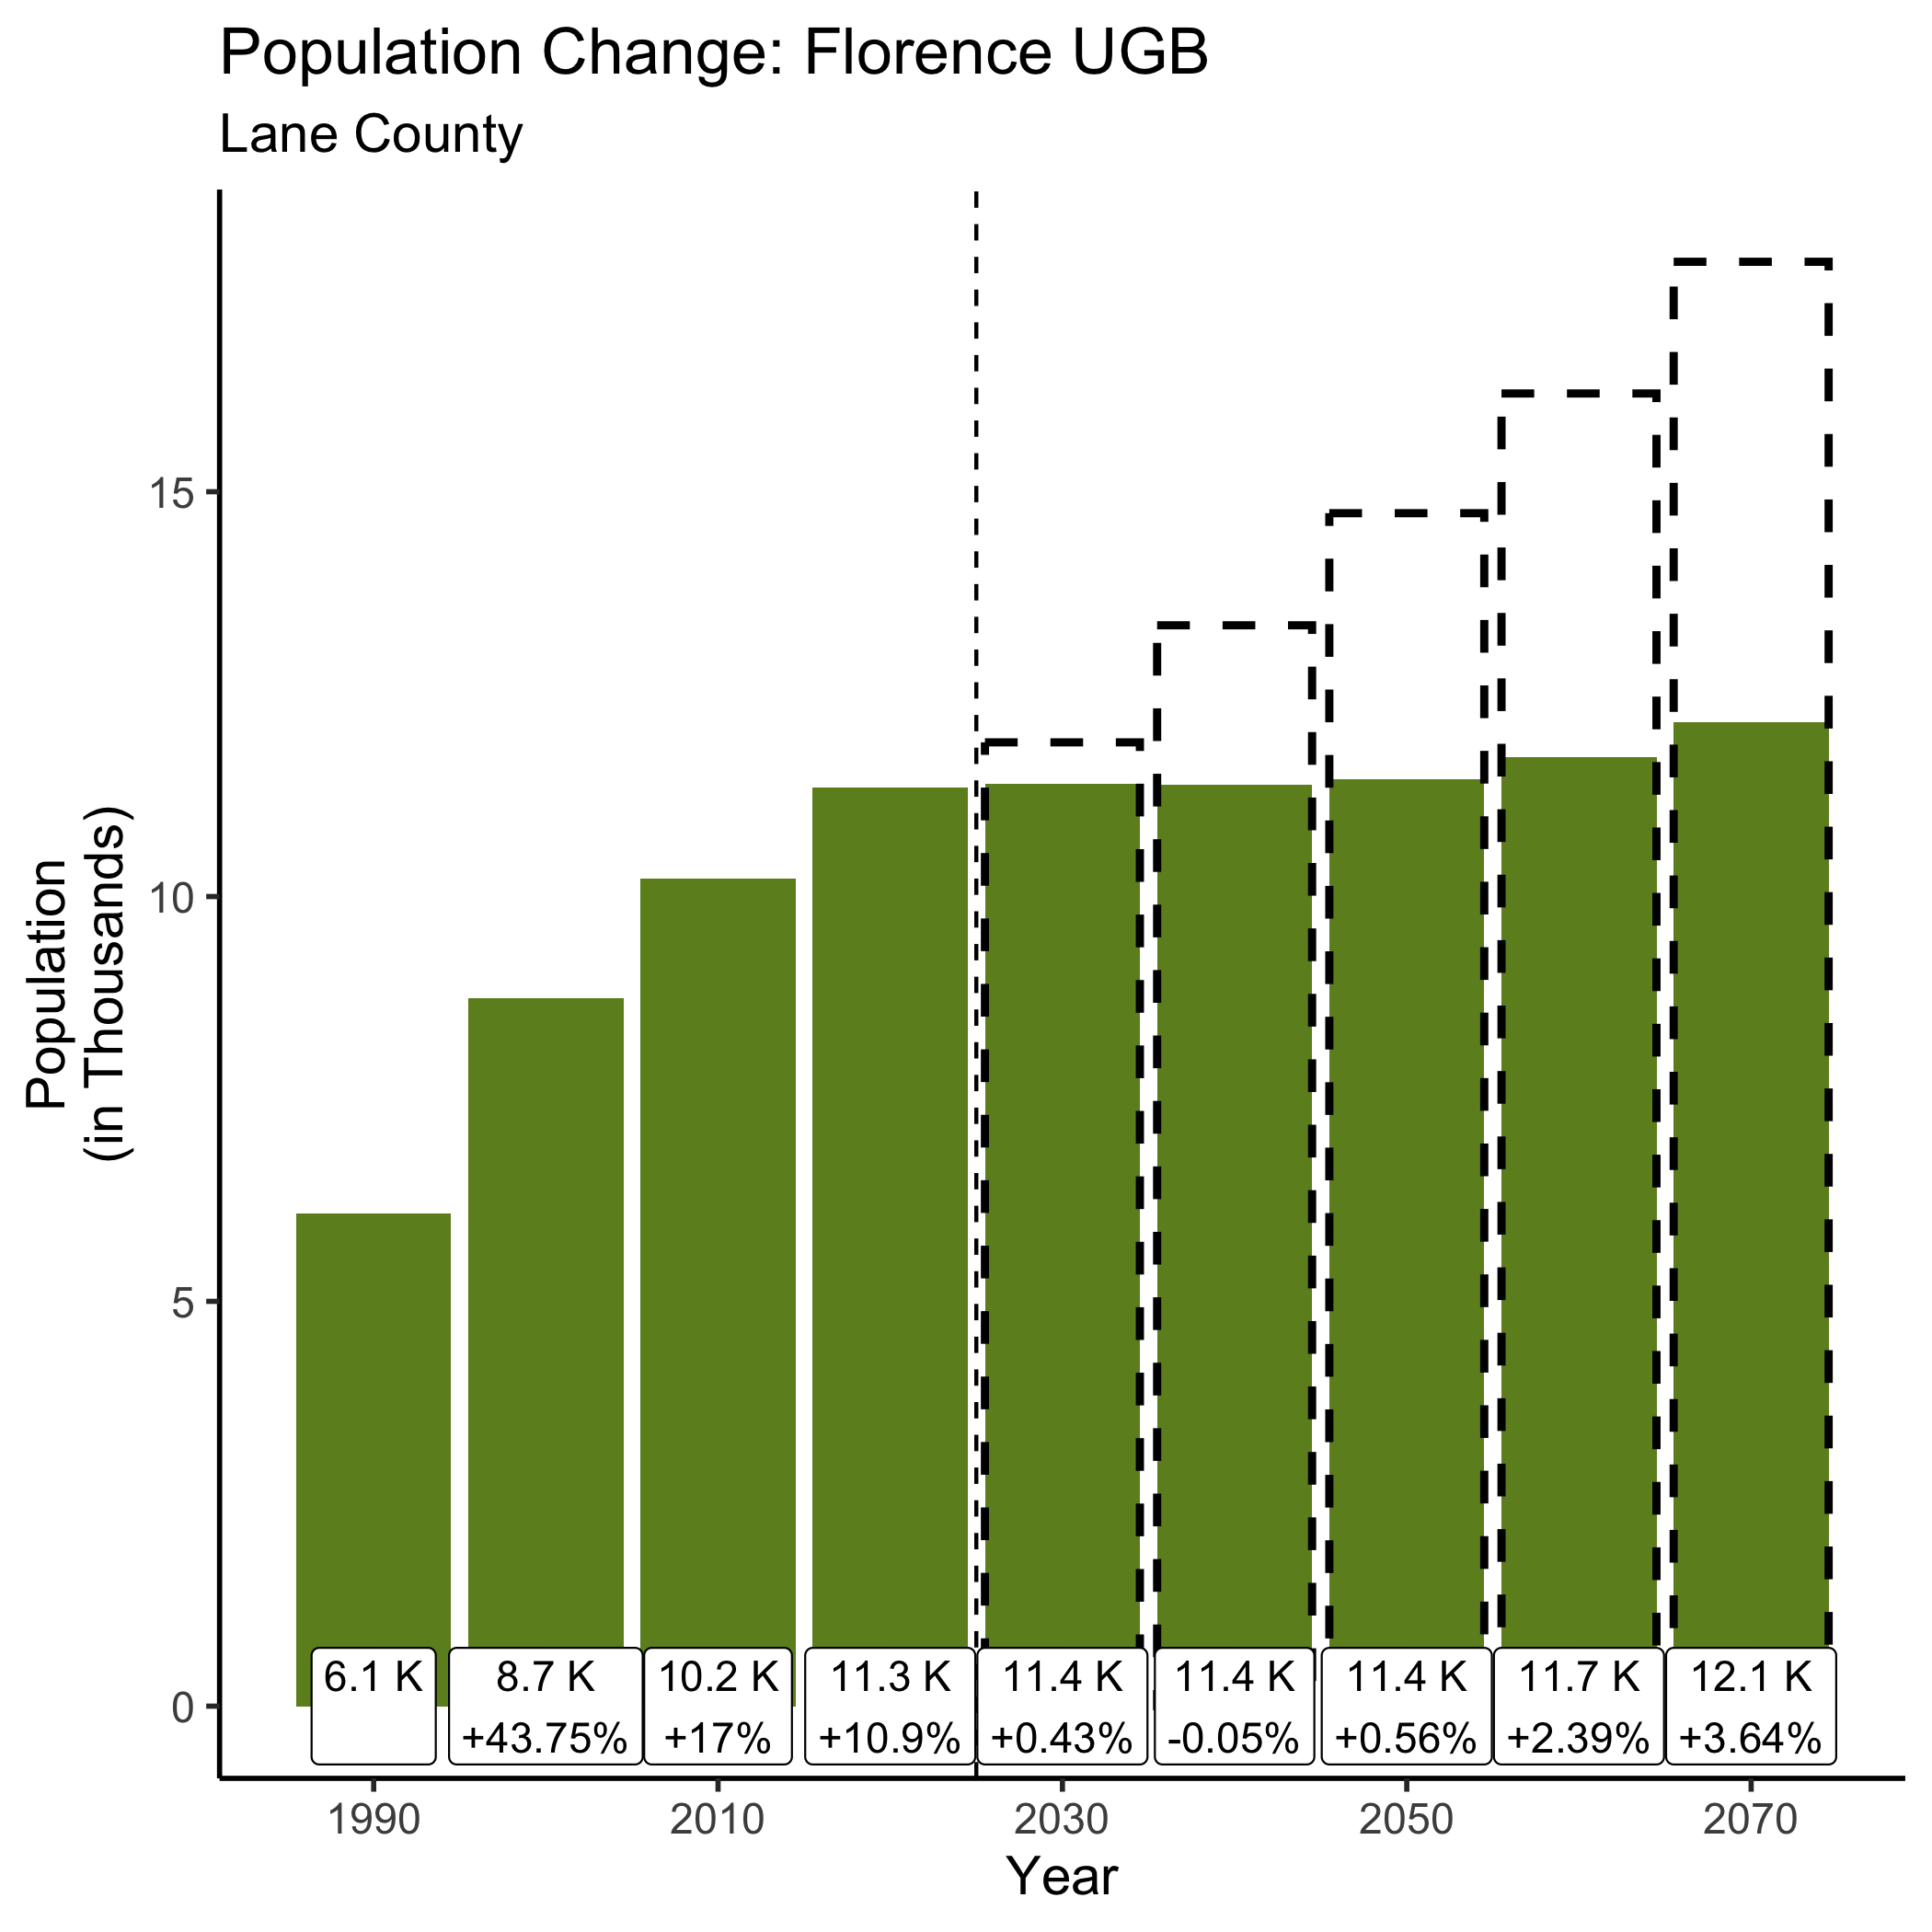 Population Change: Florence UGB
Lane County
Population
(in Thousands)
15
10
5
0
6.1 K
8.7 K
+43.75%
10.2 K
+17%
11.3 K
+10.9%
11.4 K
+0.43%
11.4 K
-0.05%
11.4 K
+0.56%
11.7 K
+2.39%
12.1 K
+3.64%
1990
2010
2030
2050
2070
Year